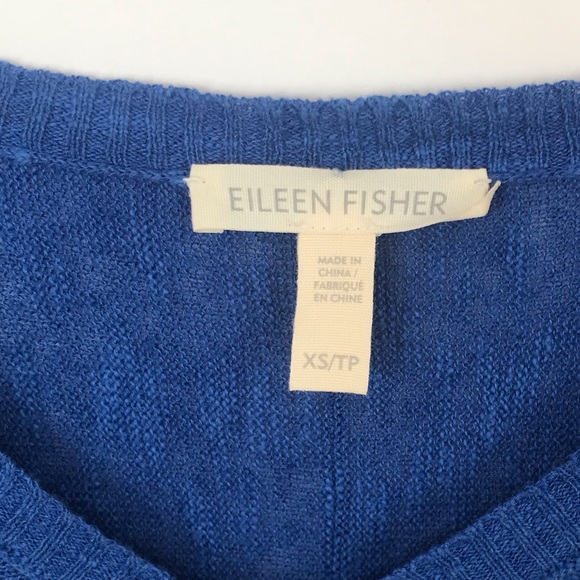 EILEEN FISHER
MADE IN
CHINA/
FABRIQUÉ
EN CHINE
XS/TP